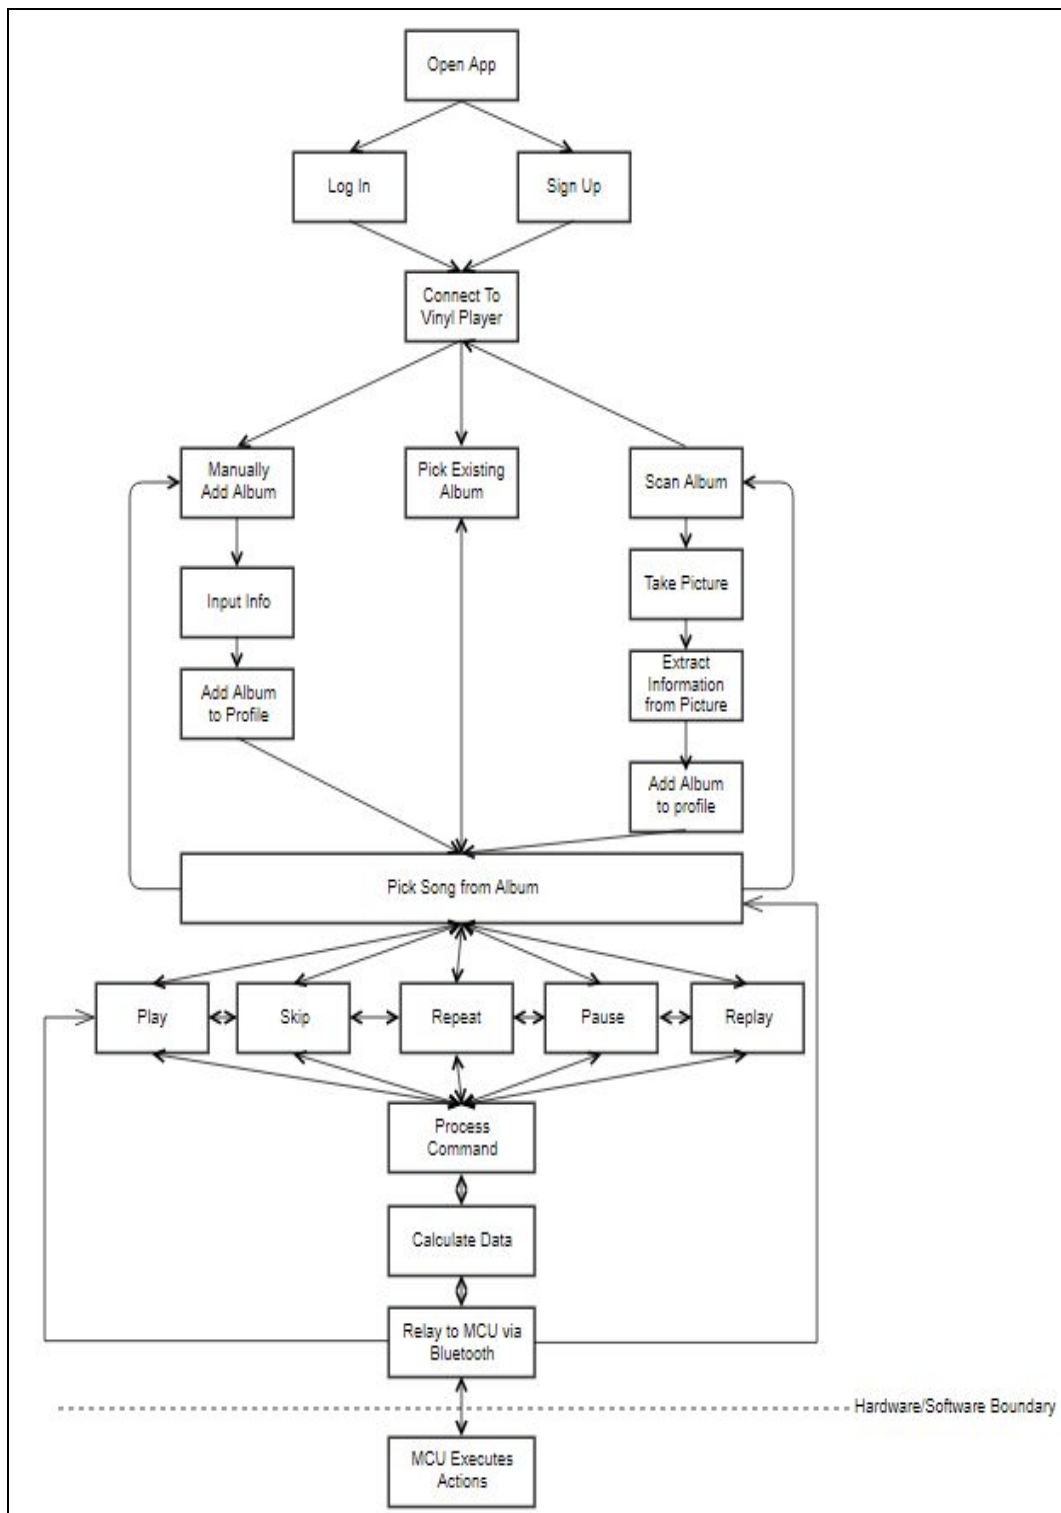 Open App
Log In
Sign Up
Connect To
Vinyl Player
Manually
Add Album
Pick Existing
Album
Scan Album
Input Info
Take Picture
Add Album
to Profile
Extract
Information
from Picture
Add Album
to profile
Pick Song from Album
Play
Skip
Repeat
Pause
Replay
Process
Command
Calculate Data
Relay to MCU via
Bluetooth
Hardware/Software Boundary
MCU Executes
Actions